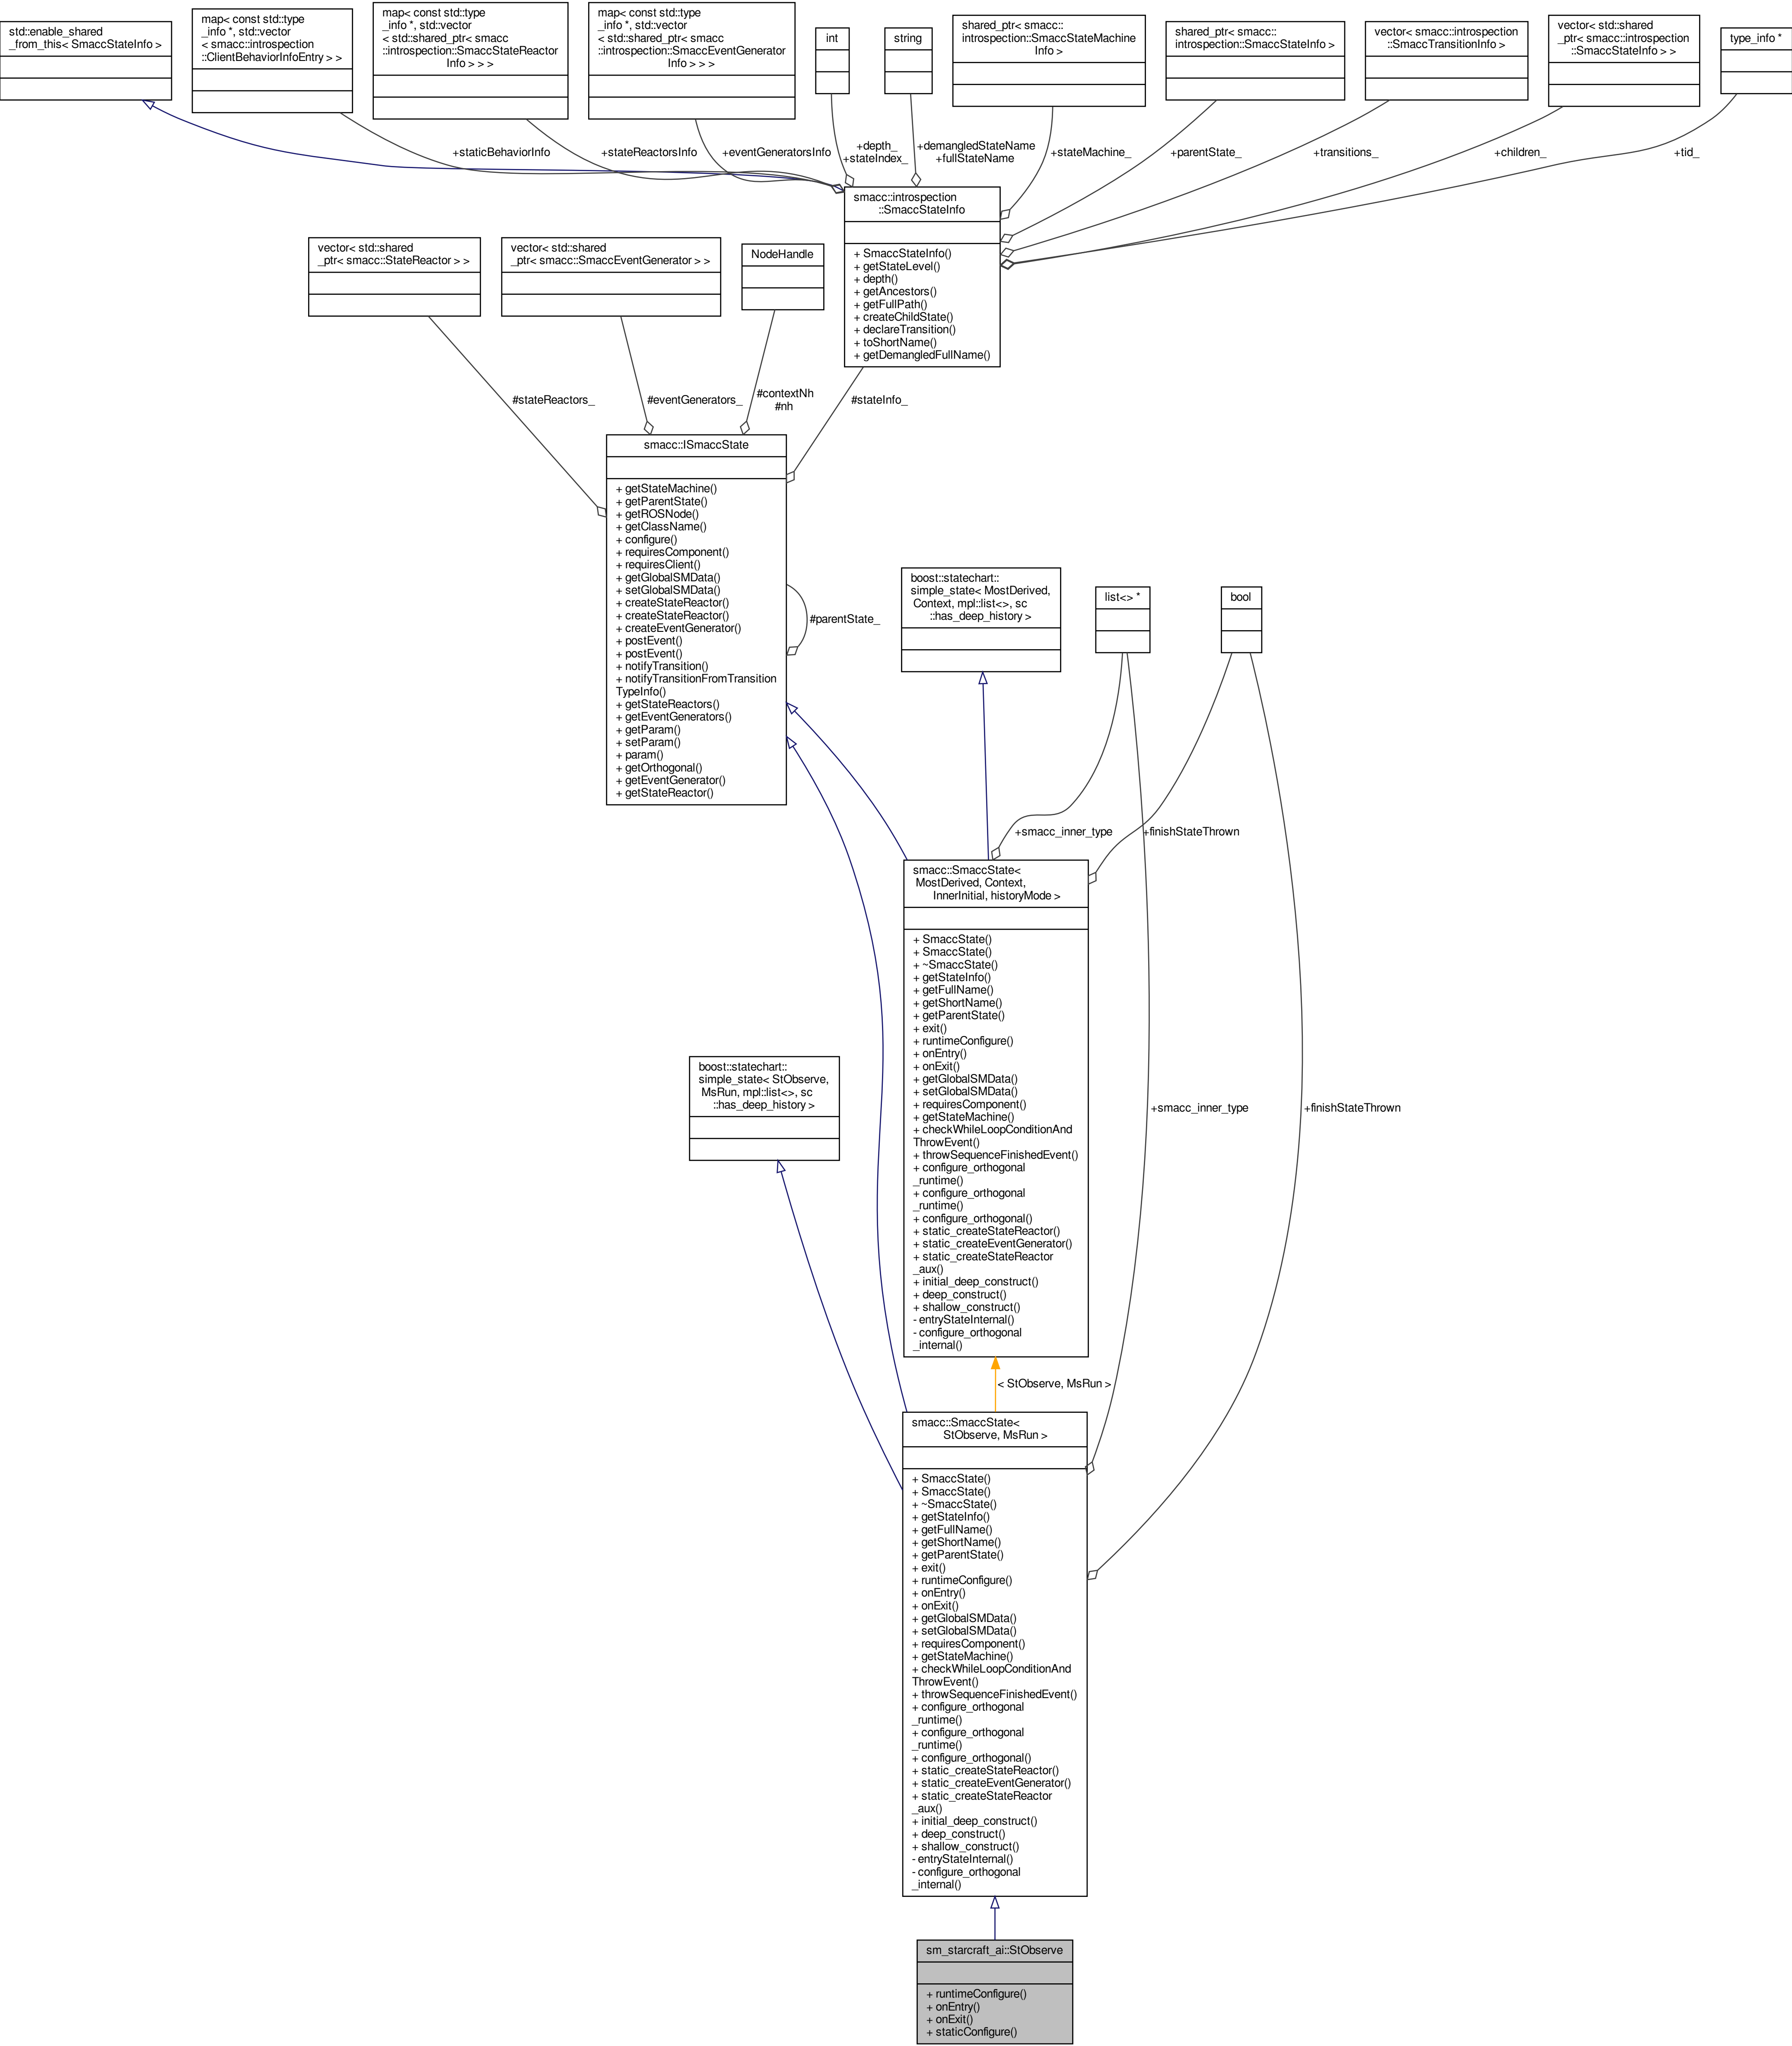 std::enable_shared
_from_this< SmaccStateInfo >
map< const std::type
_info *, std::vector
< smacc::introspection
::ClientBehaviorInfoEntry > >
map< const std::type
_info *, std::vector
< std::shared_ptr< smacc
::introspection::SmaccStateReactor
Info > > >
map< const std::type
_info *, std::vector
< std::shared_ptr< smacc
::introspection::SmaccEventGenerator
Info > > >
int
string
shared_ptr< smacc::
introspection::SmaccStateMachine
Info >
shared_ptr< smacc::
introspection::SmaccStateInfo >
vector< smacc::introspection
::SmaccTransitionInfo >
vector< std::shared
_ptr< smacc::introspection
::SmaccStateInfo > >
type_info *
+staticBehaviorInfo
+stateReactorsInfo
+eventGeneratorsInfo
+depth_
+stateIndex_
+demangledStateName
+fullStateName
+stateMachine_
+parentState_
+transitions_
+children_
+tid_
smacc::introspection
::SmaccStateInfo
+ SmaccStateInfo()
+ getStateLevel()
+ depth()
+ getAncestors()
+ getFullPath()
+ createChildState()
+ declareTransition()
+ toShortName()
+ getDemangledFullName()
vector< std::shared
_ptr< smacc::StateReactor > >
vector< std::shared
_ptr< smacc::SmaccEventGenerator > >
NodeHandle
#stateReactors_
#eventGenerators_
#contextNh
#nh
#stateInfo_
smacc::ISmaccState
+ getStateMachine()
+ getParentState()
+ getROSNode()
+ getClassName()
+ configure()
+ requiresComponent()
+ requiresClient()
+ getGlobalSMData()
+ setGlobalSMData()
+ createStateReactor()
+ createStateReactor()
+ createEventGenerator()
+ postEvent()
+ postEvent()
+ notifyTransition()
+ notifyTransitionFromTransition
TypeInfo()
+ getStateReactors()
+ getEventGenerators()
+ getParam()
+ setParam()
+ param()
+ getOrthogonal()
+ getEventGenerator()
+ getStateReactor()
#parentState_
boost::statechart::
simple_state< MostDerived,
Context, mpl::list<>, sc
::has_deep_history >
list<> *
bool
+smacc_inner_type
+finishStateThrown
smacc::SmaccState<
MostDerived, Context,
InnerInitial, historyMode >
+ SmaccState()
+ SmaccState()
+ ~SmaccState()
+ getStateInfo()
+ getFullName()
+ getShortName()
+ getParentState()
+ exit()
+ runtimeConfigure()
+ onEntry()
+ onExit()
+ getGlobalSMData()
+ setGlobalSMData()
+ requiresComponent()
+ getStateMachine()
+ checkWhileLoopConditionAnd
ThrowEvent()
+ throwSequenceFinishedEvent()
+ configure_orthogonal
_runtime()
+ configure_orthogonal
_runtime()
+ configure_orthogonal()
+ static_createStateReactor()
+ static_createEventGenerator()
+ static_createStateReactor
_aux()
+ initial_deep_construct()
+ deep_construct()
+ shallow_construct()
- entryStateInternal()
- configure_orthogonal
_internal()
boost::statechart::
simple_state< StObserve,
MsRun, mpl::list<>, sc
::has_deep_history >
+smacc_inner_type
+finishStateThrown
< StObserve, MsRun >
smacc::SmaccState<
StObserve, MsRun >
+ SmaccState()
+ SmaccState()
+ ~SmaccState()
+ getStateInfo()
+ getFullName()
+ getShortName()
+ getParentState()
+ exit()
+ runtimeConfigure()
+ onEntry()
+ onExit()
+ getGlobalSMData()
+ setGlobalSMData()
+ requiresComponent()
+ getStateMachine()
+ checkWhileLoopConditionAnd
ThrowEvent()
+ throwSequenceFinishedEvent()
+ configure_orthogonal
_runtime()
+ configure_orthogonal
_runtime()
+ configure_orthogonal()
+ static_createStateReactor()
+ static_createEventGenerator()
+ static_createStateReactor
_aux()
+ initial_deep_construct()
+ deep_construct()
+ shallow_construct()
- entryStateInternal()
- configure_orthogonal
_internal()
sm_starcraft_ai::StObserve
+ runtimeConfigure()
+ onEntry()
+ onExit()
+ staticConfigure()